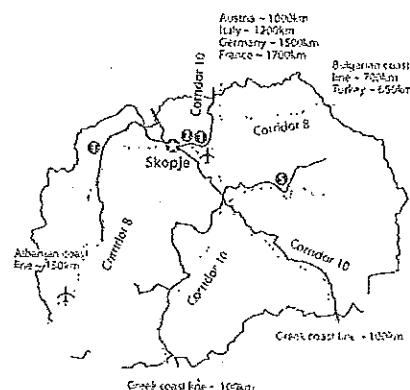 Austria ~ 1000km
Italy ~ 1200km
Germany ~ 1500km
France ~ 1700km
Corridor 10
Bulgarian coast
line ~ 700km
Turkey ~ 650km
Corridor 8
Skopje
Corridor 8
Albanian coast
line ~ 150km
Corridor 10
Corridor 10
Greek coast line ~ 100km
Greek coast line ~ 100km